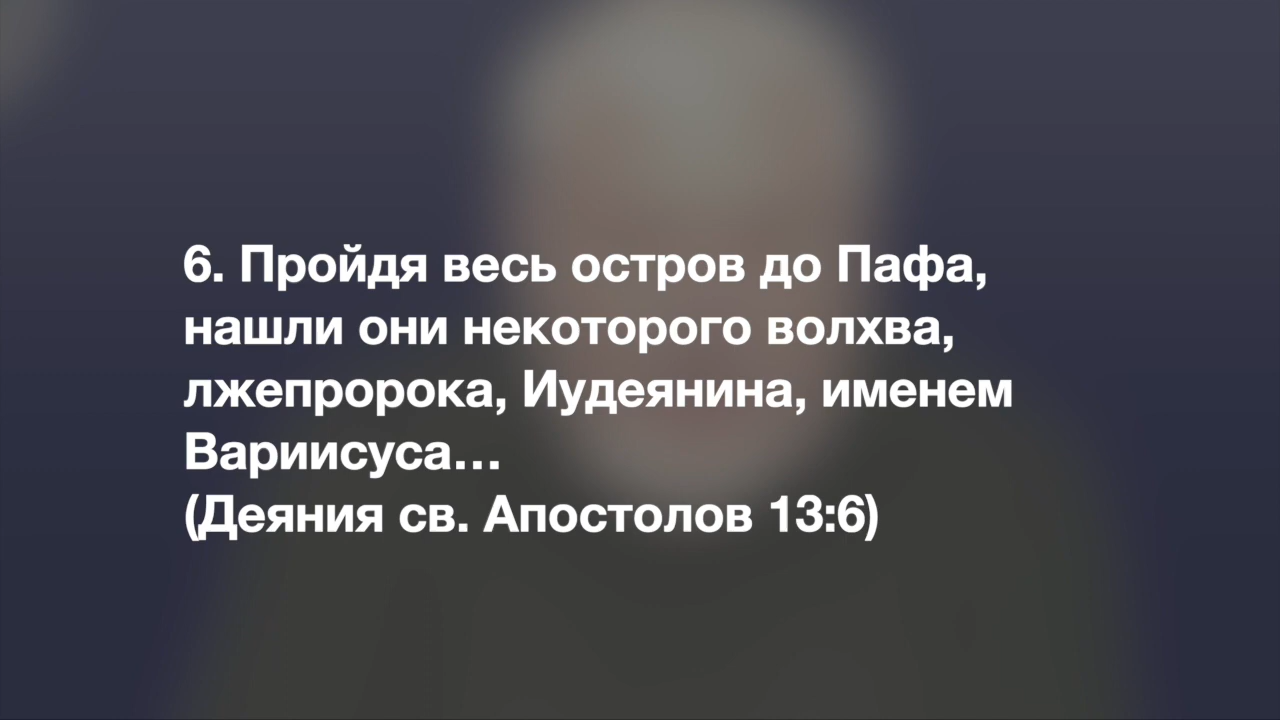 6. Пройдя весь остров до Пафа,
нашли они некоторого волхва,
лжепророка, Иудеянина, именем
Вариисуса…
(Деяния св. Апостолов 13:6)